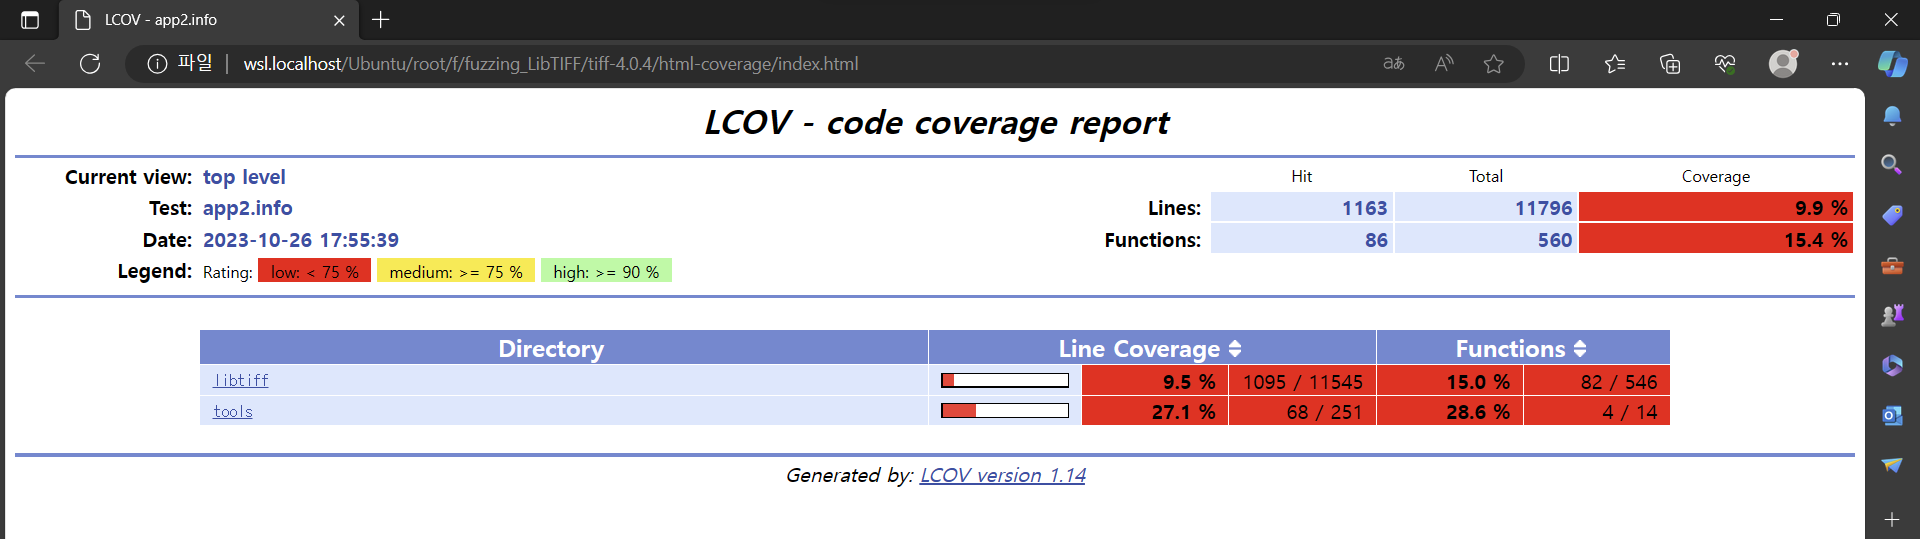 LCOV - app2.info
파일 wsl.localhost/Ubuntu/root/f/fuzzing_LibTIFF/tiff-4.0.4/html-coverage/index.html
LCOV - code coverage report
Current view: top level
Hit Total Coverage
Test: app2.info
Lines: 1163 11796 9.9 %
Date: 2023-10-26 17:55:39
Functions: 86 560 15.4 %
Legend: Rating: low: < 75 % medium: >= 75 % high: >= 90 %
Directory Line Coverage Functions
libtiff 9.5 % 1095 / 11545 15.0 % 82 / 546
tools 27.1 % 68 / 251 28.6 % 4 / 14
Generated by: LCOV version 1.14